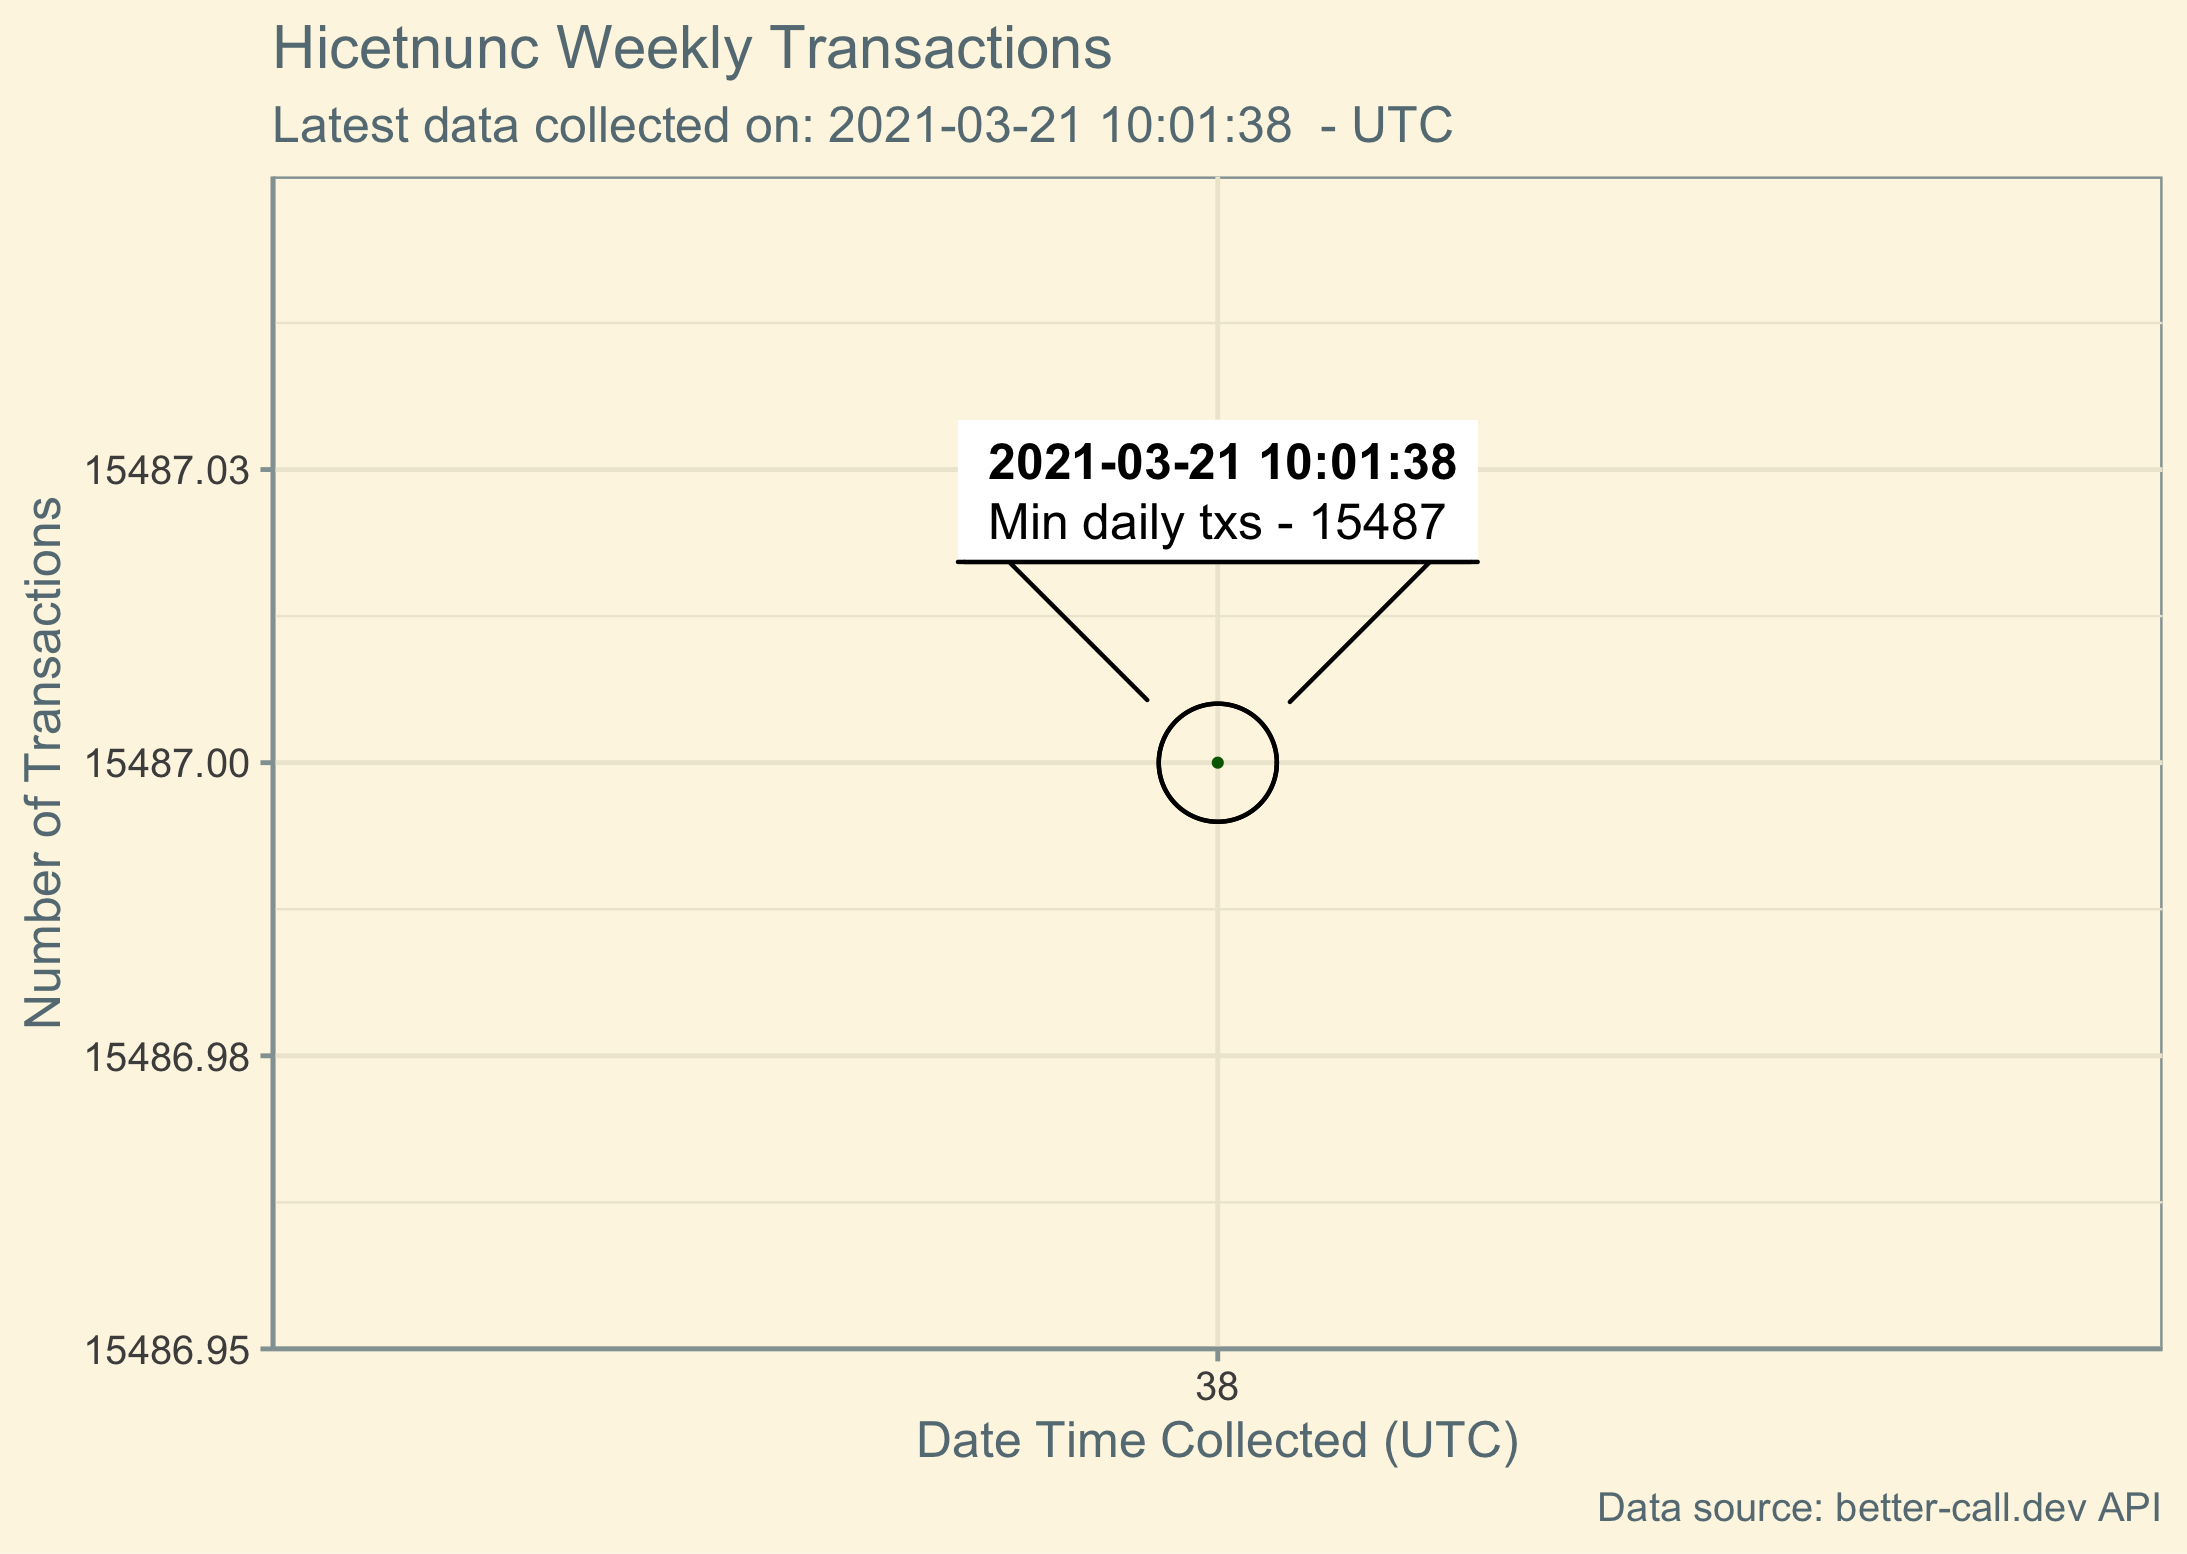 Hicetnunc Weekly Transactions
Latest data collected on: 2021-03-21 10:01:38  - UTC
Number of Transactions
15487.03
15487.00
15486.98
15486.95
2021-03-21 10:01:38
Min daily txs - 15487
38
Date Time Collected (UTC)
Data source: better-call.dev API